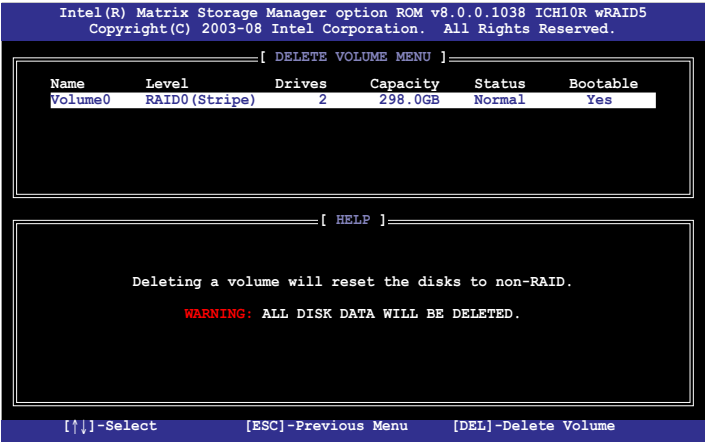 Intel(R) Matrix Storage Manager option ROM v8.0.0.1038 ICH10R wRAID5
Copyright(C) 2003-08 Intel Corporation. All Rights Reserved.
[ DELETE VOLUME MENU ]
Name Level Drives Capacity Status Bootable
Volume0 RAID0(Stripe) 2 298.0GB Normal Yes
[ HELP ]
Deleting a volume will reset the disks to non-RAID.
WARNING: ALL DISK DATA WILL BE DELETED.
[↑↓]-Select [ESC]-Previous Menu [DEL]-Delete Volume